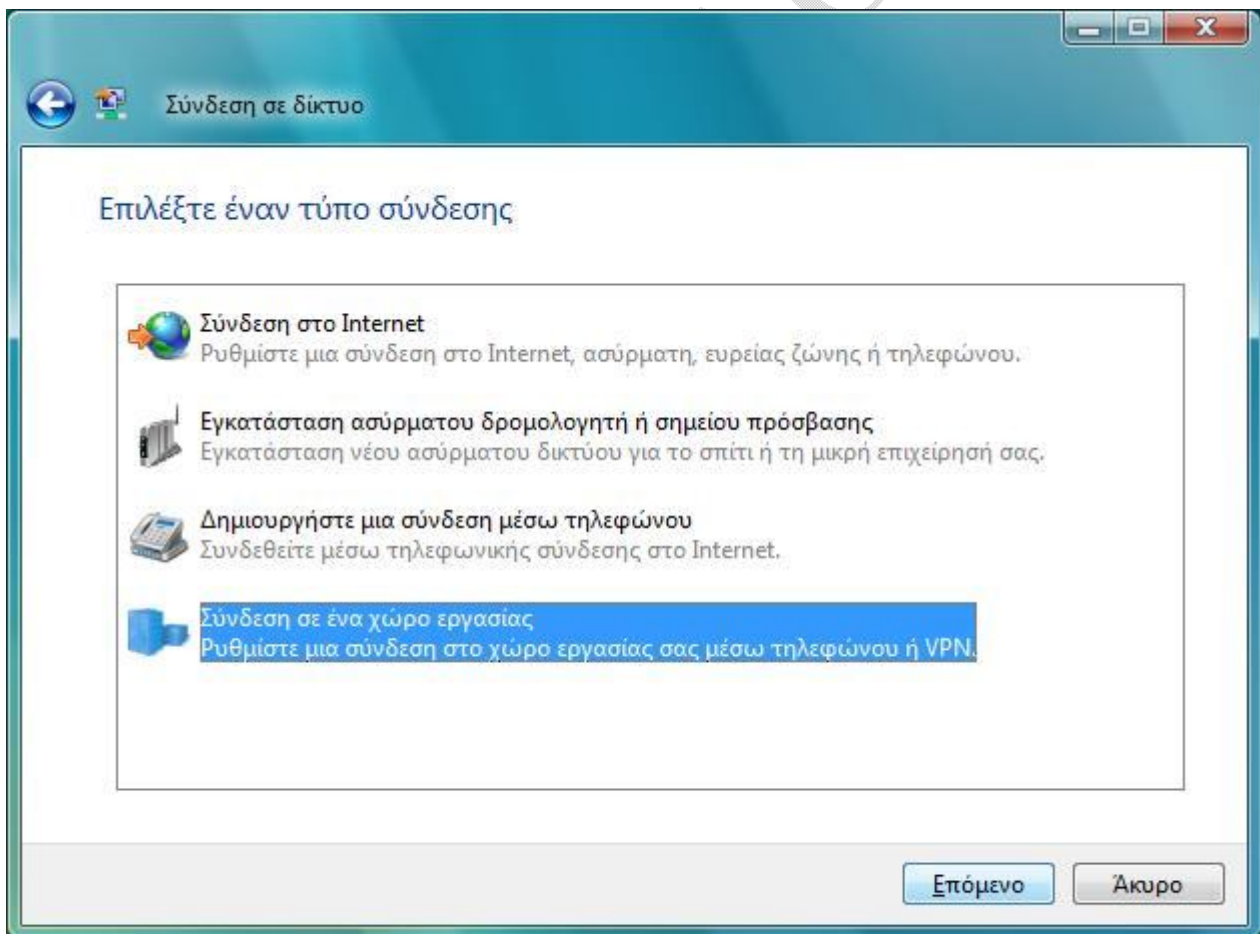 Σύνδεση σε δίκτυο
Επιλέξτε έναν τύπο σύνδεσης
Σύνδεση στο Internet
Ρυθμίστε μια σύνδεση στο Internet, ασύρματη, ευρείας ζώνης ή τηλεφώνου.
Εγκατάσταση ασύρματου δρομολογητή ή σημείου πρόσβασης
Εγκατάσταση νέου ασύρματου δικτύου για το σπίτι ή τη μικρή επιχείρησή σας.
Δημιουργήστε μια σύνδεση μέσω τηλεφώνου
Συνδεθείτε μέσω τηλεφωνικής σύνδεσης στο Internet.
Σύνδεση σε ένα χώρο εργασίας
Ρυθμίστε μια σύνδεση στο χώρο εργασίας σας μέσω τηλεφώνου ή VPN.
Επόμενο
Άκυρο